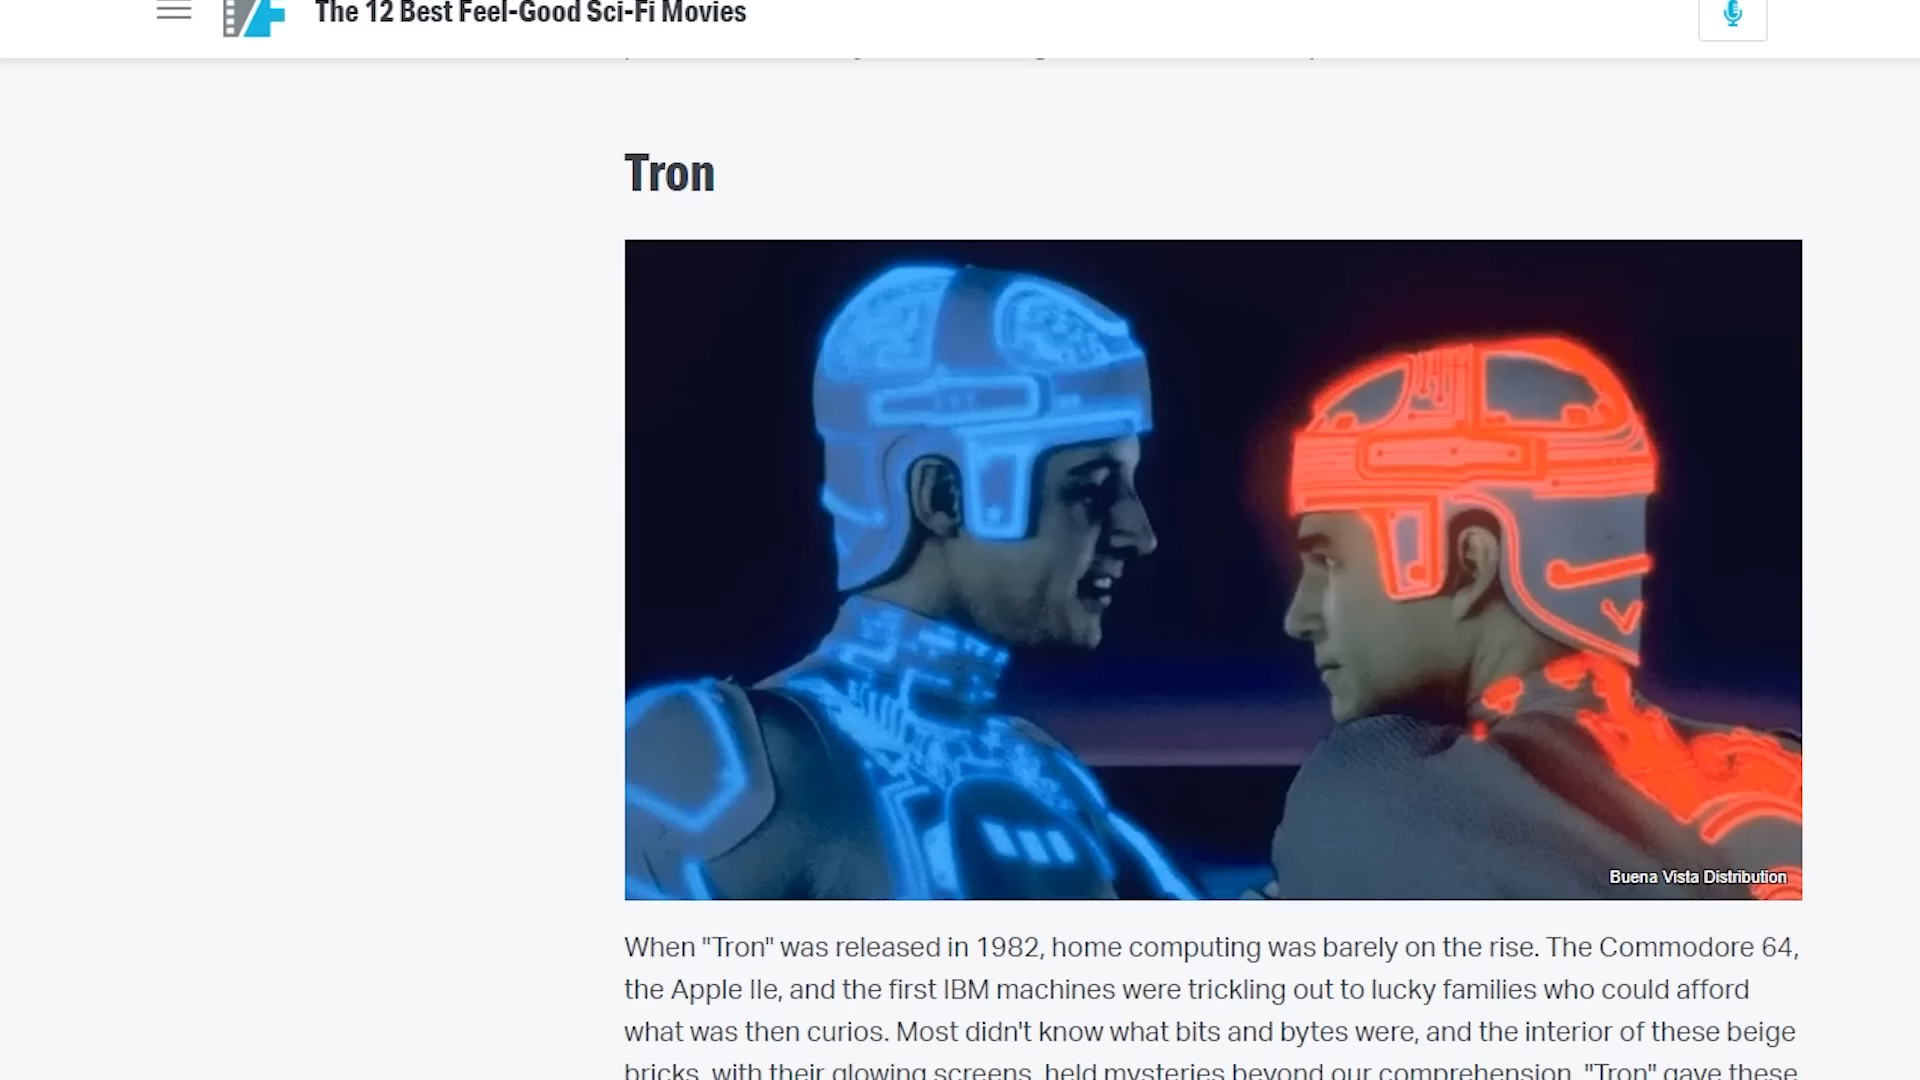 The 12 Best Feel-Good Sci-Fi Movies
Tron
Buena Vista Distribution
When "Tron" was released in 1982, home computing was barely on the rise. The Commodore 64,
the Apple IIe, and the first IBM machines were trickling out to lucky families who could afford
what was then curios. Most didn't know what bits and bytes were, and the interior of these beige
bricks, with their glowing screens, held mysteries beyond our comprehension. "Tron" gave these